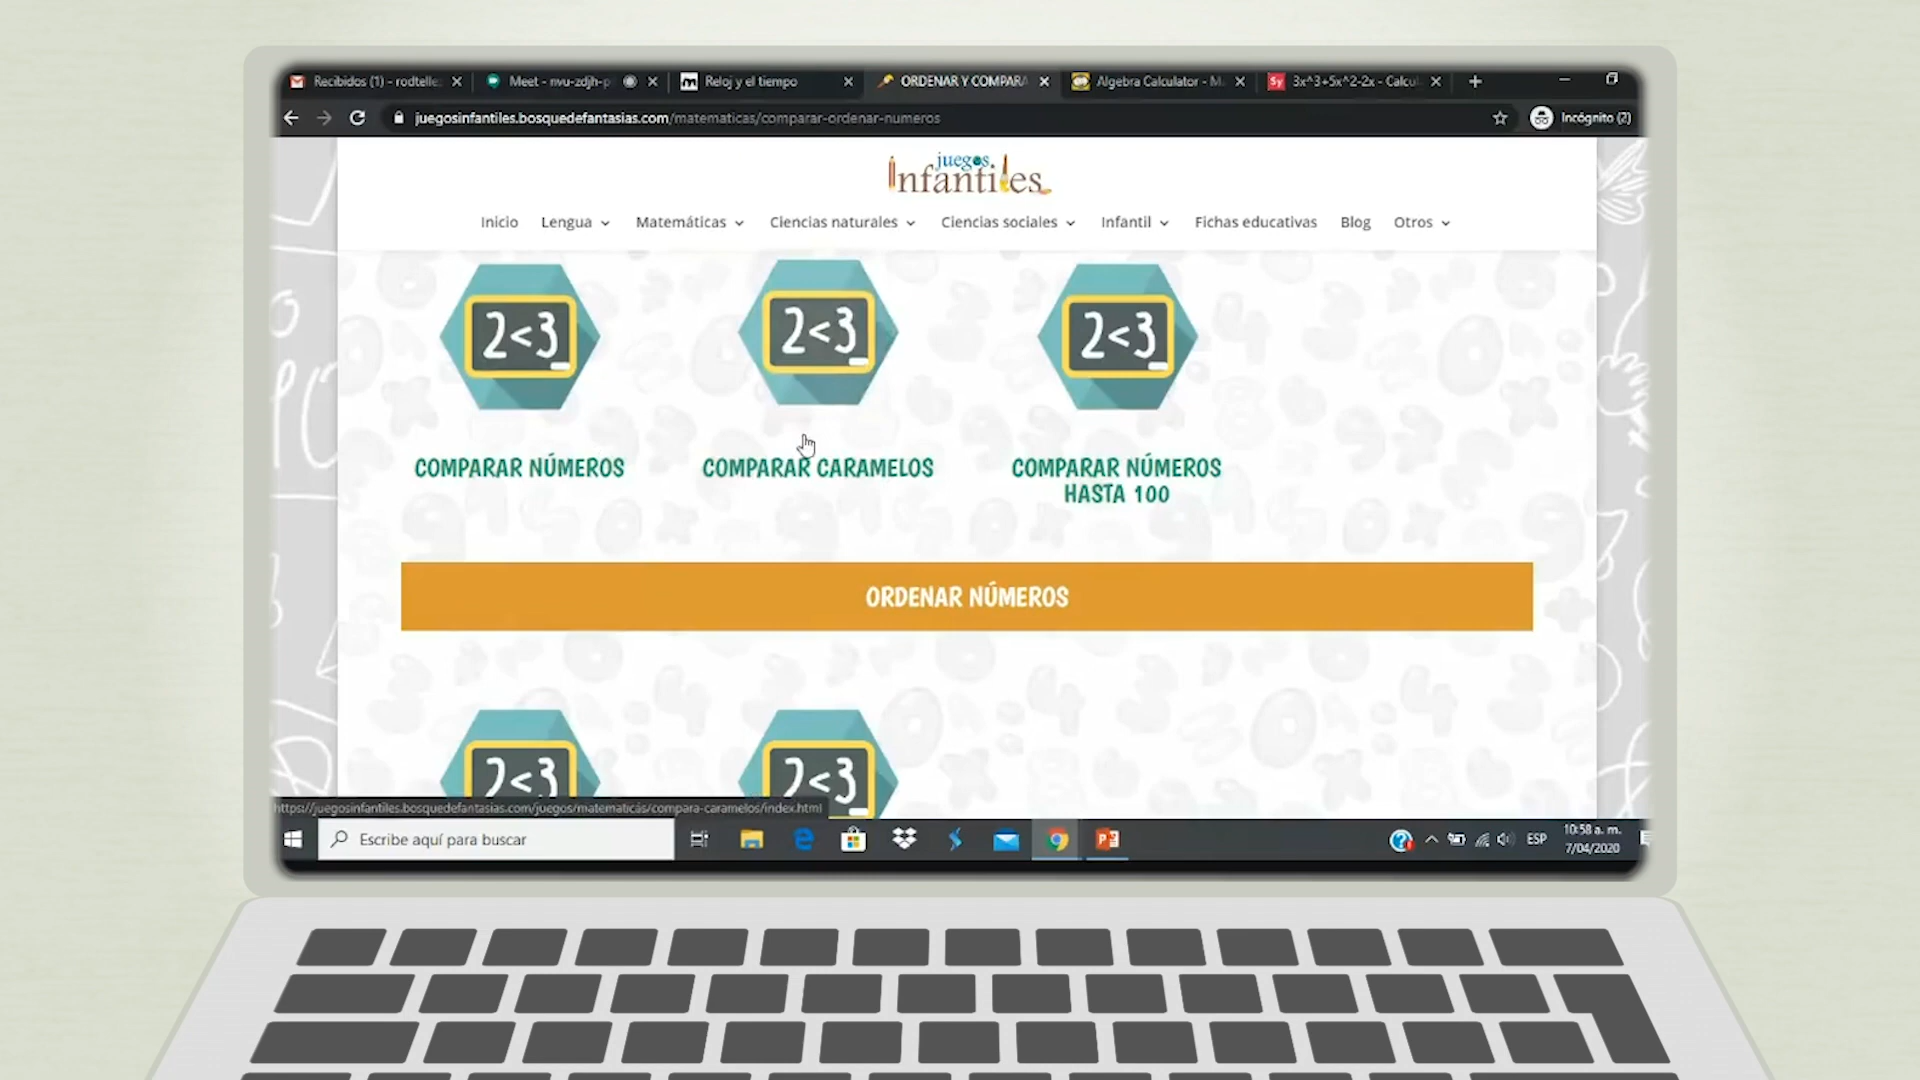 Recibidos (1) - rodtelle
Meet - nvu-zdjh-p
Reloj y el tiempo
ORDENAR Y COMPARA
Algebra Calculator - M
Sy 3x^3+5x^2-2x - Calcu
juegosinfantiles.bosquedefantasias.com/matematicas/comparar-ordenar-numeros
Incógnito (2)
juegos
Infantiles
Inicio Lengua Matemáticas Ciencias naturales Ciencias sociales Infantil Fichas educativas Blog Otros
2<3 2<3 2<3
COMPARAR NÚMEROS
COMPARAR CARAMELOS
COMPARAR NÚMEROS
HASTA 100
ORDENAR NÚMEROS
2<3 2<3
https://juegosinfantiles.bosquedefantasias.com/juegos/matematicas/compara-caramelos/index.html
Escribe aquí para buscar
ESP
10:58 a. m.
7/04/2020